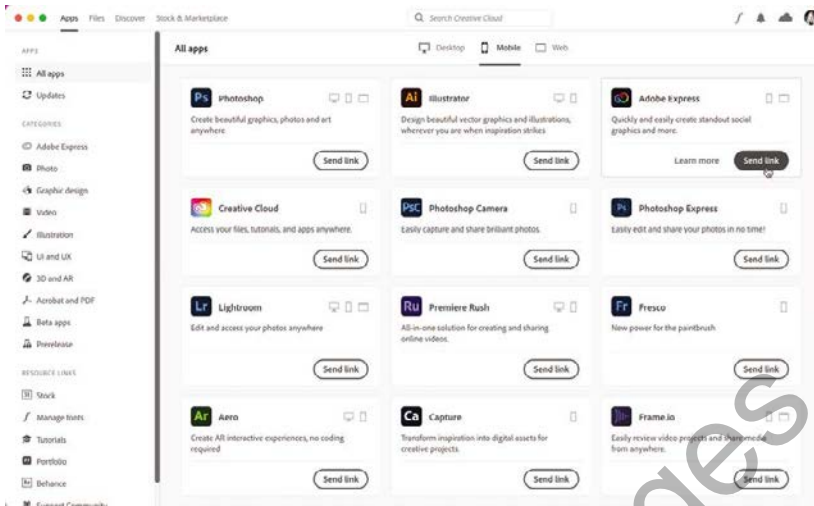 Apps Files Discover Stock & Marketplace
Search Creative Cloud
APPS
All apps
Updates
CATEGORIES
Adobe Express
Photo
Graphic design
Video
Illustration
UI and UX
3D and AR
Acrobat and PDF
Beta apps
Prerelease
RESOURCE LINKS
St Stock
Manage fonts
Tutorials
Portfolio
Bē Behance
Support Community
All apps
Desktop Mobile Web
Ps Photoshop
Create beautiful graphics, photos and art
anywhere
Send link
Ai Illustrator
Design beautiful vector graphics and illustrations,
wherever you are when inspiration strikes
Send link
Adobe Express
Quickly and easily create standout social
graphics and more.
Learn more Send link
Creative Cloud
Access your files, tutorials, and apps anywhere.
Send link
PsC Photoshop Camera
Easily capture and share brilliant photos.
Send link
Ps Photoshop Express
Easily edit and share your photos in no time!
Send link
Lr Lightroom
Edit and access your photos anywhere
Send link
Ru Premiere Rush
All-in-one solution for creating and sharing
online videos.
Send link
Fr Fresco
New power for the paintbrush
Send link
Ar Aero
Create AR interactive experiences, no coding
required
Send link
Ca Capture
Transform inspiration into digital assets for
creative projects.
Send link
Frame.io
Easily review video projects and share media
from anywhere.
Send link
ges